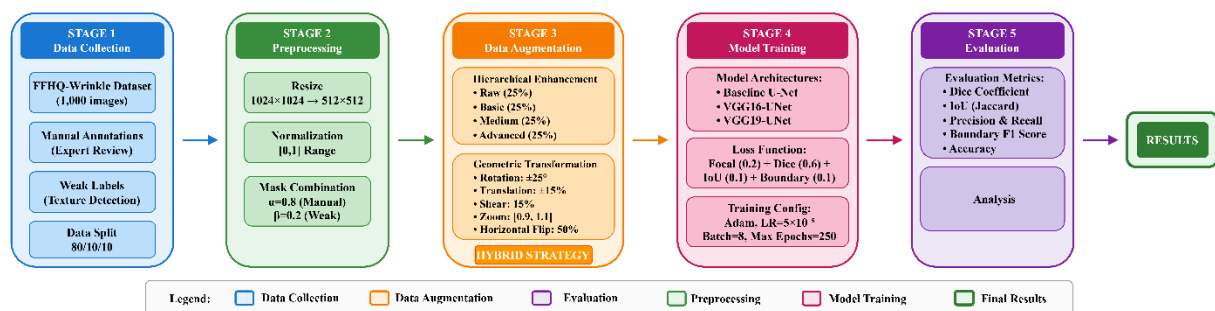 STAGE 1
Data Collection
FFHQ-Wrinkle Dataset
(1,000 images)
Manual Annotations
(Expert Review)
Weak Labels
(Texture Detection)
Data Split
80/10/10
STAGE 2
Preprocessing
Resize
1024×1024 → 512×512
Normalization
[0,1] Range
Mask Combination
α=0.8 (Manual)
β=0.2 (Weak)
STAGE 3
Data Augmentation
Hierarchical Enhancement
• Raw (25%)
• Basic (25%)
• Medium (25%)
• Advanced (25%)
Geometric Transformation
• Rotation: ±25°
• Translation: ±15%
• Shear: 15%
• Zoom: [0.9, 1.1]
• Horizontal Flip: 50%
HYBRID STRATEGY
STAGE 4
Model Training
Model Architectures:
• Baseline U-Net
• VGG16-UNet
• VGG19-UNet
Loss Function:
Focal (0.2) + Dice (0.6) +
IoU (0.1) + Boundary (0.1)
Training Config:
Adam, LR=5×10⁻⁵
Batch=8, Max Epochs=250
STAGE 5
Evaluation
Evaluation Metrics:
• Dice Coefficient
• IoU (Jaccard)
• Precision & Recall
• Boundary F1 Score
• Accuracy
Analysis
RESULTS
Legend:
Data Collection
Data Augmentation
Evaluation
Preprocessing
Model Training
Final Results